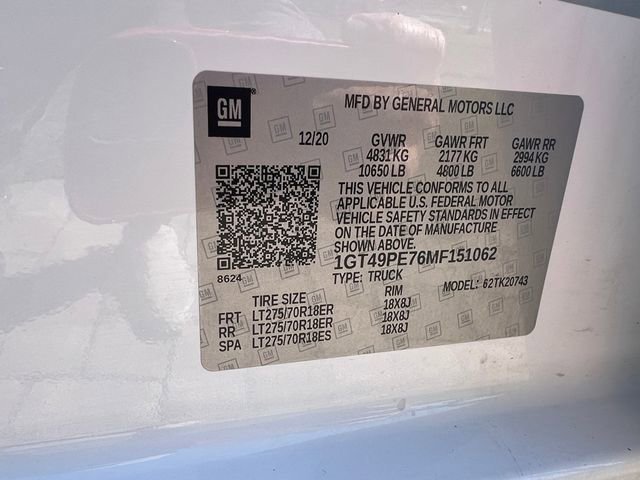 GM
MFD BY GENERAL MOTORS LLC
12/20 GVWR GAWR FRT GAWR RR
4831 KG 2177 KG 2994 KG
10650 LB 4800 LB 6600 LB
THIS VEHICLE CONFORMS TO ALL
APPLICABLE U.S. FEDERAL MOTOR
VEHICLE SAFETY STANDARDS IN EFFECT
ON THE DATE OF MANUFACTURE
SHOWN ABOVE.
1GT49PE76MF151062
8624
TYPE: TRUCK MODEL: 62TK20743
TIRE SIZE RIM
FRT LT275/70R18ER 18X8J
RR LT275/70R18ER 18X8J
SPA LT275/70R18ES 18X8J